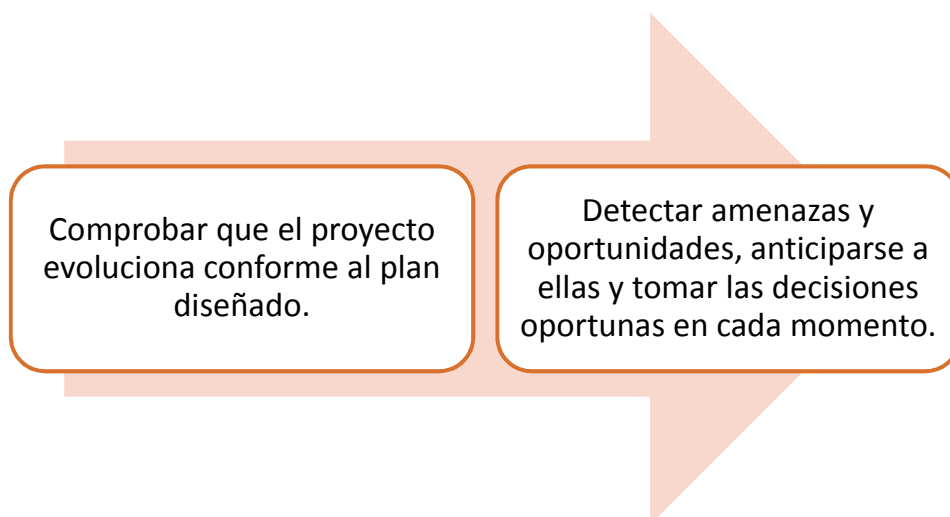 Comprobar que el proyecto
evoluciona conforme al plan
diseñado.
Detectar amenazas y
oportunidades, anticiparse a
ellas y tomar las decisiones
oportunas en cada momento.